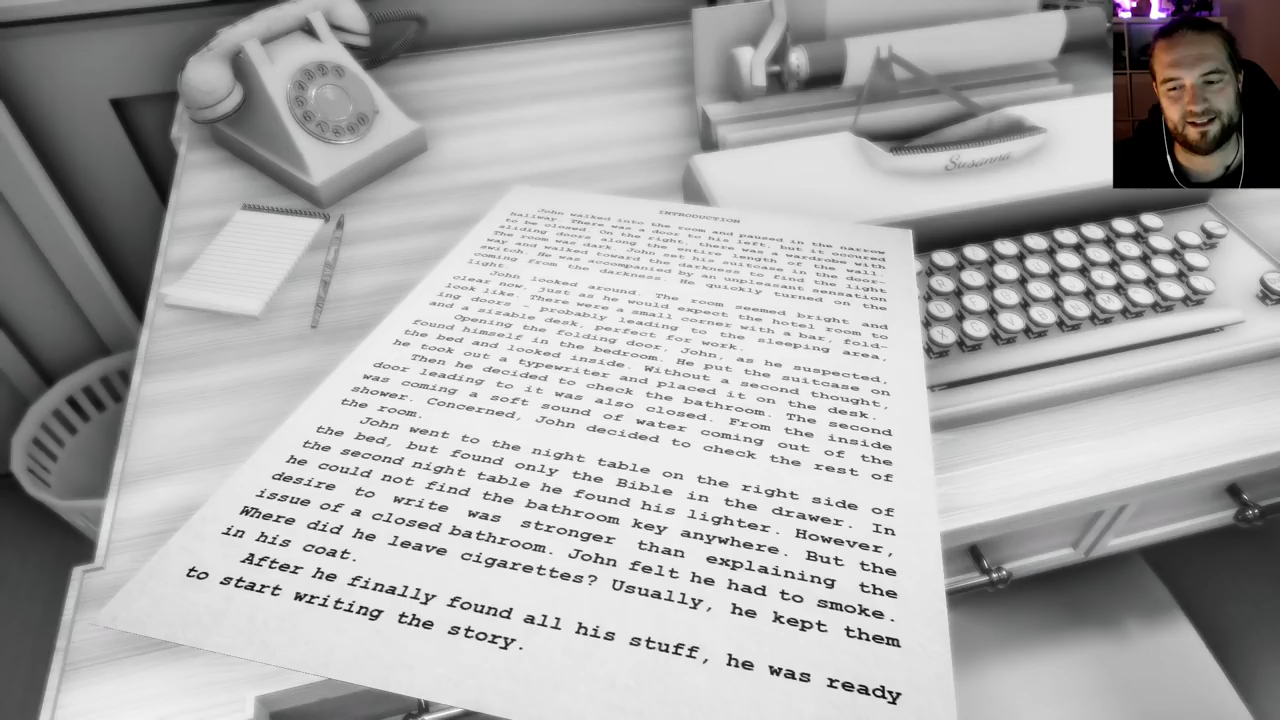 Susanna
INTRODUCTION
John walked into the room and paused in the narrow
hallway. There was a door to his left, but it occured
to be closed. On the right, there was a wardrobe with
sliding doors along the entire length of the wall.
The room was dark. John set his suitcase in the door-
way and walked toward the darkness to find the light
switch. He was accompanied by an unpleasant sensation
coming from the darkness. He quickly turned on the
light.
John looked around. The room seemed bright and
clear now. Just as he would expect the hotel room to
look like. There were a small corner with a bar, fold-
ing doors probably leading to the sleeping area,
and a sizable desk, perfect for work.
Opening the folding door, John, as he suspected,
found himself in the bedroom. He put the suitcase on
the bed and looked inside. Without a second thought,
he took out a typewriter and placed it on the desk.
Then he decided to check the bathroom. The second
door leading to it was also closed. From the inside
was coming a soft sound of water coming out of the
shower. Concerned, John decided to check the rest of
the room.
John went to the night table on the right side of
the bed, but found only the Bible in the drawer. In
the second night table he found his lighter. However,
he could not find the bathroom key anywhere. But the
desire to write was stronger than explaining the
issue of a closed bathroom. John felt he had to smoke.
Where did he leave cigarettes? Usually, he kept them
in his coat.
After he finally found all his stuff, he was ready
to start writing the story.